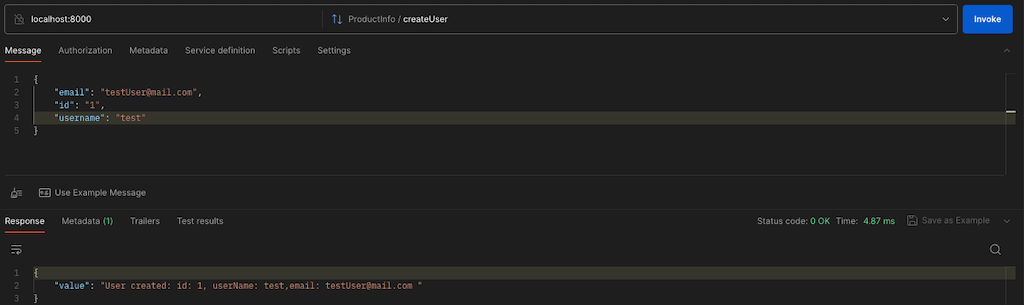 localhost:8000 ProductInfo / createUser Invoke
Message Authorization Metadata Service definition Scripts Settings
1 {
2 "email": "testUser@mail.com",
3 "id": "1",
4 "username": "test"
5 }
Use Example Message
Response Metadata (1) Trailers Test results Status code: 0 OK Time: 4.87 ms Save as Example
1 {
2 "value": "User created: id: 1, userName: test,email: testUser@mail.com "
3 }